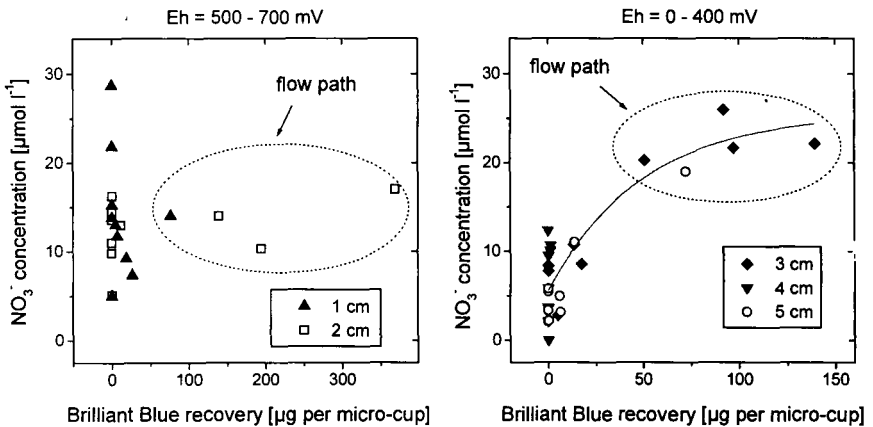 Eh = 500 - 700 mV
NO₃⁻ concentration [µmol l⁻¹]
30
20
10
0
flow path
1 cm
2 cm
0
100
200
300
Brilliant Blue recovery [µg per micro-cup]
Eh = 0 - 400 mV
NO₃⁻ concentration [µmol l⁻¹]
30
20
10
0
flow path
3 cm
4 cm
5 cm
0
50
100
150
Brilliant Blue recovery [µg per micro-cup]